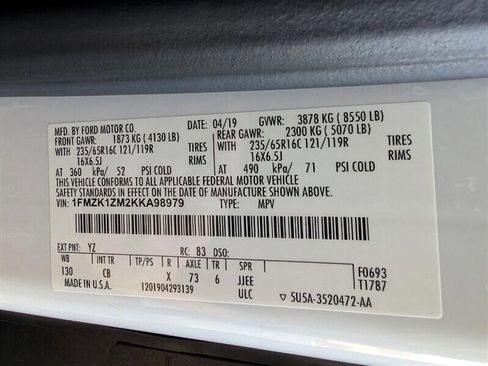 MFD. BY FORD MOTOR CO. 04/19 GVWR: 3878 KG ( 8550 LB)
FRONT GAWR: 1873 KG ( 4130 LB) REAR GAWR: 2300 KG ( 5070 LB)
WITH 235/65R16C 121/119R TIRES WITH 235/65R16C 121/119R TIRES
16X6.5J RIMS 16X6.5J RIMS
AT 360 kPa/ 52 PSI COLD AT 490 kPa/ 71 PSI COLD
THIS VEHICLE CONFORMS TO ALL APPLICABLE FEDERAL MOTOR VEHICLE
SAFETY STANDARDS IN EFFECT ON THE DATE OF MANUFACTURE SHOWN ABOVE.
VIN: 1FMZK1ZM2KKA98979 TYPE: MPV
EXT PNT: YZ RC: 83 DSO:
WB INT TR TP/PS R AXLE TR SPR F0693
130 CB X 73 6 JJEE T1787
MADE IN U.S.A. 1201904293139 ULC ▽ 5U5A-3520472-AA